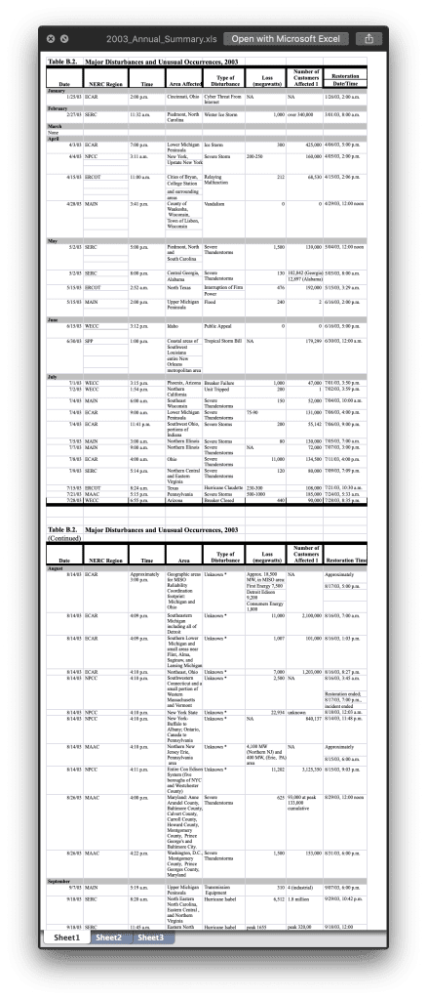 2003_Annual_Summary.xls Open with Microsoft Excel
Table B.2. Major Disturbances and Unusual Occurrences, 2003
Type of Loss Number of Customers Restoration
Date NERC Region Time Area Affected Disturbance (megawatts) Affected 1 Date/Time
January
1/25/03 ECAR 2:00 p.m. Cincinnati, Ohio Cyber Threat From NA NA 1/26/03, 2:00 a.m.
Internet
February
2/27/03 SERC 11:32 a.m. Piedmont, North Winter Ice Storm 1,000 over 340,000
Carolina
March
None
April
4/3/03 ECAR 7:00 p.m. Lower Michigan Ice Storm 300 425,000 4/06/03, 5:00 p.m.
Peninsula
4/4/03 NPCC 3:11 a.m. New York, Severe Storm 200-250 160,000 4/05/03, 2:00 p.m.
Upstate New York
4/15/03 ERCOT 11:00 a.m. Cities of Bryan, Relaying 212 68,530 4/15/03, 2:06 p.m.
College Station Malfunction
and surrounding
areas
4/28/03 MAIN 3:41 p.m. County of Vandalism 0 0 4/29/03, 12:00 noon
Waukesha,
Wisconsin,
Town of Lisbon,
Wisconsin
May
5/2/03 SERC 5:00 p.m. Piedmont, North Severe 1,500 139,000 5/04/03, 12:00 noon
and Thunderstorms
South Carolina
5/2/03 SERC 8:00 p.m. Central Georgia, Severe 130 102,842 (Georgia)
Alabama Thunderstorms 12,897 (Alabama)
5/15/03 ERCOT 2:52 a.m. North Texas Interruption of Firm 476 192,000 5/15/03, 3:29 a.m.
Power
5/15/03 MAIN 2:00 p.m. Upper Michigan Flood 240 2 6/16/03, 2:00 p.m.
Peninsula
June
6/15/03 WECC 3:12 p.m. Idaho Public Appeal 0 0 6/16/03, 5:00 p.m.
6/30/03 SPP 1:00 p.m. Coastal areas of Tropical Storm Bill NA 179,299 6/30/03, 12:00 a.m.
Southwest
Louisiana
entire New
Orleans
metropolitan area
July
7/1/03 WECC 3:15 p.m. Phoenix, Arizona Breaker Failure 1,000 47,000 7/01/03, 3:50 p.m.
7/2/03 WECC 1:54 p.m. Northern Unit Tripped 200 1 7/02/03, 3:59 p.m.
California
7/4/03 MAIN 6:00 a.m. Southeast Severe 150 52,000 7/04/03, 10:00 a.m.
Wisconsin Thunderstorms
7/4/03 ECAR 9:00 a.m. Lower Michigan Severe 75-90 131,000 7/06/03, 4:00 p.m.
Peninsula Thunderstorms
7/4/03 ECAR 11:41 p.m. Southwest Ohio, Severe Storms 200 55,142 7/06/03, 9:00 p.m.
portions of
Indiana
7/5/03 MAIN 3:00 a.m. Northern Illinois Severe Storms 80 130,000 7/05/03, 7:00 a.m.
7/7/03 MAIN 9:00 a.m. Northern Illinois Severe NA 72,000 7/07/03, 3:00 p.m.
Thunderstorms
7/8/03 ECAR 4:00 a.m. Ohio Severe 11,000 134,500 7/11/03, 4:00 p.m.
Thunderstorms
7/9/03 SERC 5:14 a.m. Northern Central Severe 120 80,000 7/09/03, 7:09 p.m.
and Eastern Thunderstorms
Virginia
7/15/03 ERCOT 8:24 a.m. Texas Hurricane Claudette 230-300 108,000 7/21/03, 10:30 a.m.
7/21/03 MAAC 5:15 p.m. Pennsylvania Severe Storms 500-1000 185,000 7/24/03, 5:33 a.m.
7/28/03 WECC 6:55 p.m. Arizona Breaker Closed 440 90,000 7/28/03, 8:35 p.m.
Table B.2. Major Disturbances and Unusual Occurrences, 2003
(Continued)
Type of Loss Number of Customers
Date NERC Region Time Area Disturbance (megawatts) Affected 1 Restoration Time
August
8/14/03 ECAR Approximately Geographic areas Unknown * Approx. 18,500 NA Approximately
3:00 p.m. for MISO MW, in MISO area:
Reliability First Energy 7,500 8/17/03, 5:00 p.m.
Coordination Detroit Edison
footprint: 9,200
Michigan and Consumers Energy
Ohio 1,800
8/14/03 ECAR 4:09 p.m. Southeastern Unknown * 11,000 2,100,000 8/16/03, 7:00 a.m.
Michigan
including all of
Detroit
8/14/03 ECAR 4:09 p.m. Southern Lower Unknown * 1,007 101,000 8/16/03, 1:03 p.m.
Michigan and
small areas near
Flint, Alma,
Saginaw, and
Lansing Michigan
8/14/03 ECAR 4:10 p.m. Northeast, Ohio Unknown * 7,000 1,203,000 8/16/03, 8:27 p.m.
8/14/03 NPCC 4:10 p.m. Southwestern Unknown * 2,500 NA 8/16/03, 3:41 a.m.
Connecticut and a
small portion of
Western Restoration ended;
Massachusetts 8/17/03, 7:00 p.m.,
and Vermont incident ended
8/14/03 NPCC 4:10 p.m. New York State Unknown * 22,934 unknown 8/18/03, 12:03 a.m.
8/14/03 NPCC 4:10 p.m. New York- Unknown * NA 840,137 8/14/03, 11:48 p.m.
Buffalo to
Albany; Ontario,
Canada to
Pennsylvania
8/14/03 MAAC 4:10 p.m. Northern New Unknown * 4,100 MW NA Approximately
Jersey Erie, (Northern NJ) and
Pennsylvania 400 MW, (Erie, PA)
area area 8/15/03, 6:00 a.m.
8/14/03 NPCC 4:11 p.m. Entire Con Edison Unknown * 11,202 3,125,350 8/15/03, 9:03 p.m.
System (five
boroughs of NYC
and Westchester
County)
8/26/03 MAAC 4:00 p.m. Maryland: Anne Severe 625 93,000 at peak 8/29/03, 12:00 noon
Arundel County, Thunderstorms 133,000
Baltimore County, cumulative
Calvert County,
Carroll County,
Howard County,
Montgomery
County, Prince
George's and
Baltimore City.
8/26/03 MAAC 4:22 p.m. Washington, D.C., Severe 1,500 153,000 8/31/03, 6:00 p.m.
Montgomery Thunderstorms
County, Prince
Georges County,
Maryland
September
9/7/03 MAIN 5:19 a.m. Upper Michigan Transmission 310 4 (industrial) 9/07/03, 6:00 p.m.
Peninsula Equipment
9/18/03 SERC 6:20 a.m. North Eastern Hurricane Isabel 6,512 1.8 million 9/29/03, 10:42 p.m.
North Carolina,
Eastern Central,
and Northern
Virginia
9/18/03 SERC 11:45 a.m. Eastern North Hurricane Isabel peak 1655 peak 320,00 9/18/03, 12:00
Sheet1 Sheet2 Sheet3